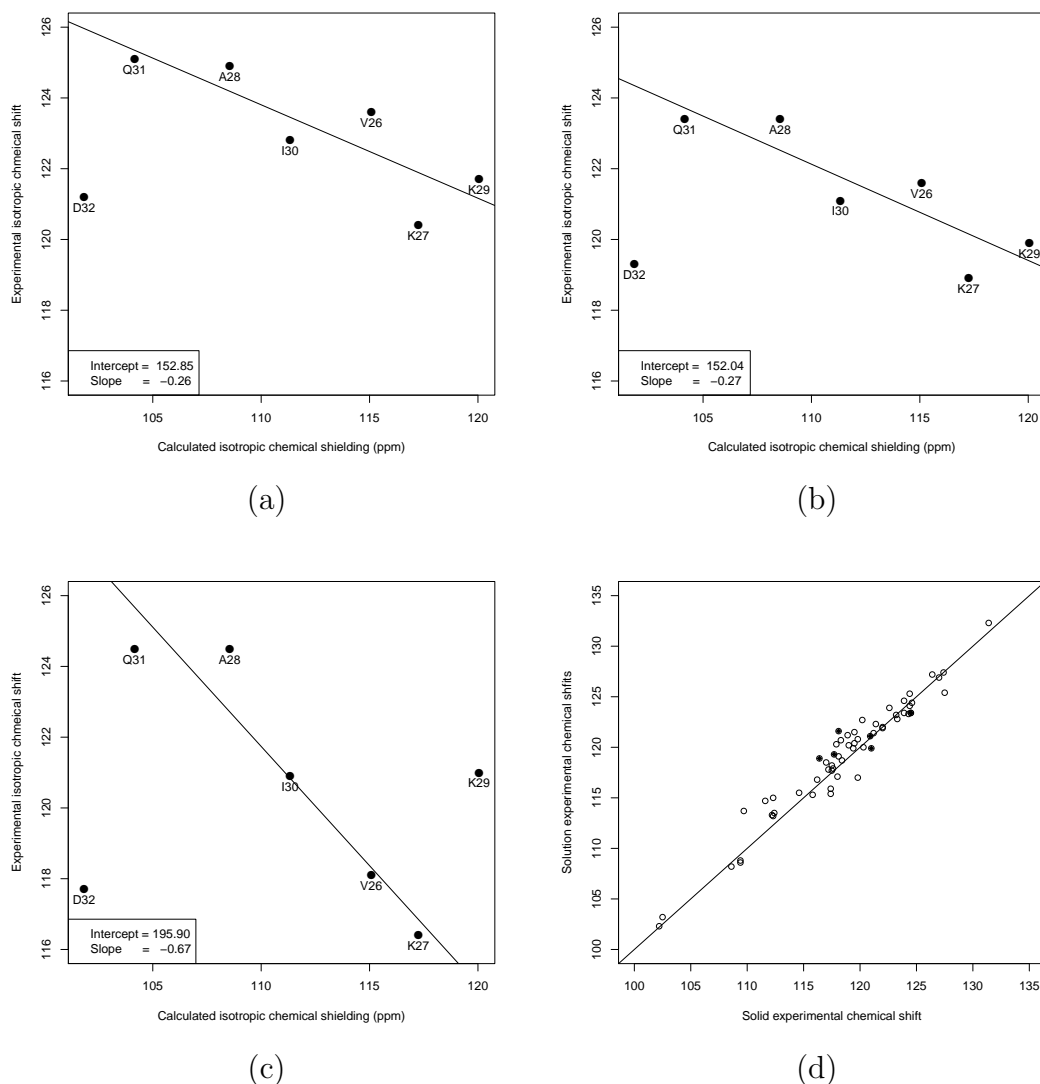 126
124
122
120
118
116
Experimental isotropic chmeical shift
Q31
A28
V26
I30
K29
D32
K27
Intercept = 152.85
Slope = −0.26
105 110 115 120
Calculated isotropic chemical shielding (ppm)
(a)
126
124
122
120
118
116
Experimental isotropic chmeical shift
Q31
A28
V26
I30
K29
D32
K27
Intercept = 152.04
Slope = −0.27
105 110 115 120
Calculated isotropic chemical shielding (ppm)
(b)
126
124
122
120
118
116
Experimental isotropic chmeical shift
Q31
A28
I30
K29
V26
D32
K27
Intercept = 195.90
Slope = −0.67
105 110 115 120
Calculated isotropic chemical shielding (ppm)
(c)
135
130
125
120
115
110
105
100
Solution experimental chemical shfits
100 105 110 115 120 125 130 135
Solid experimental chemical shift
(d)